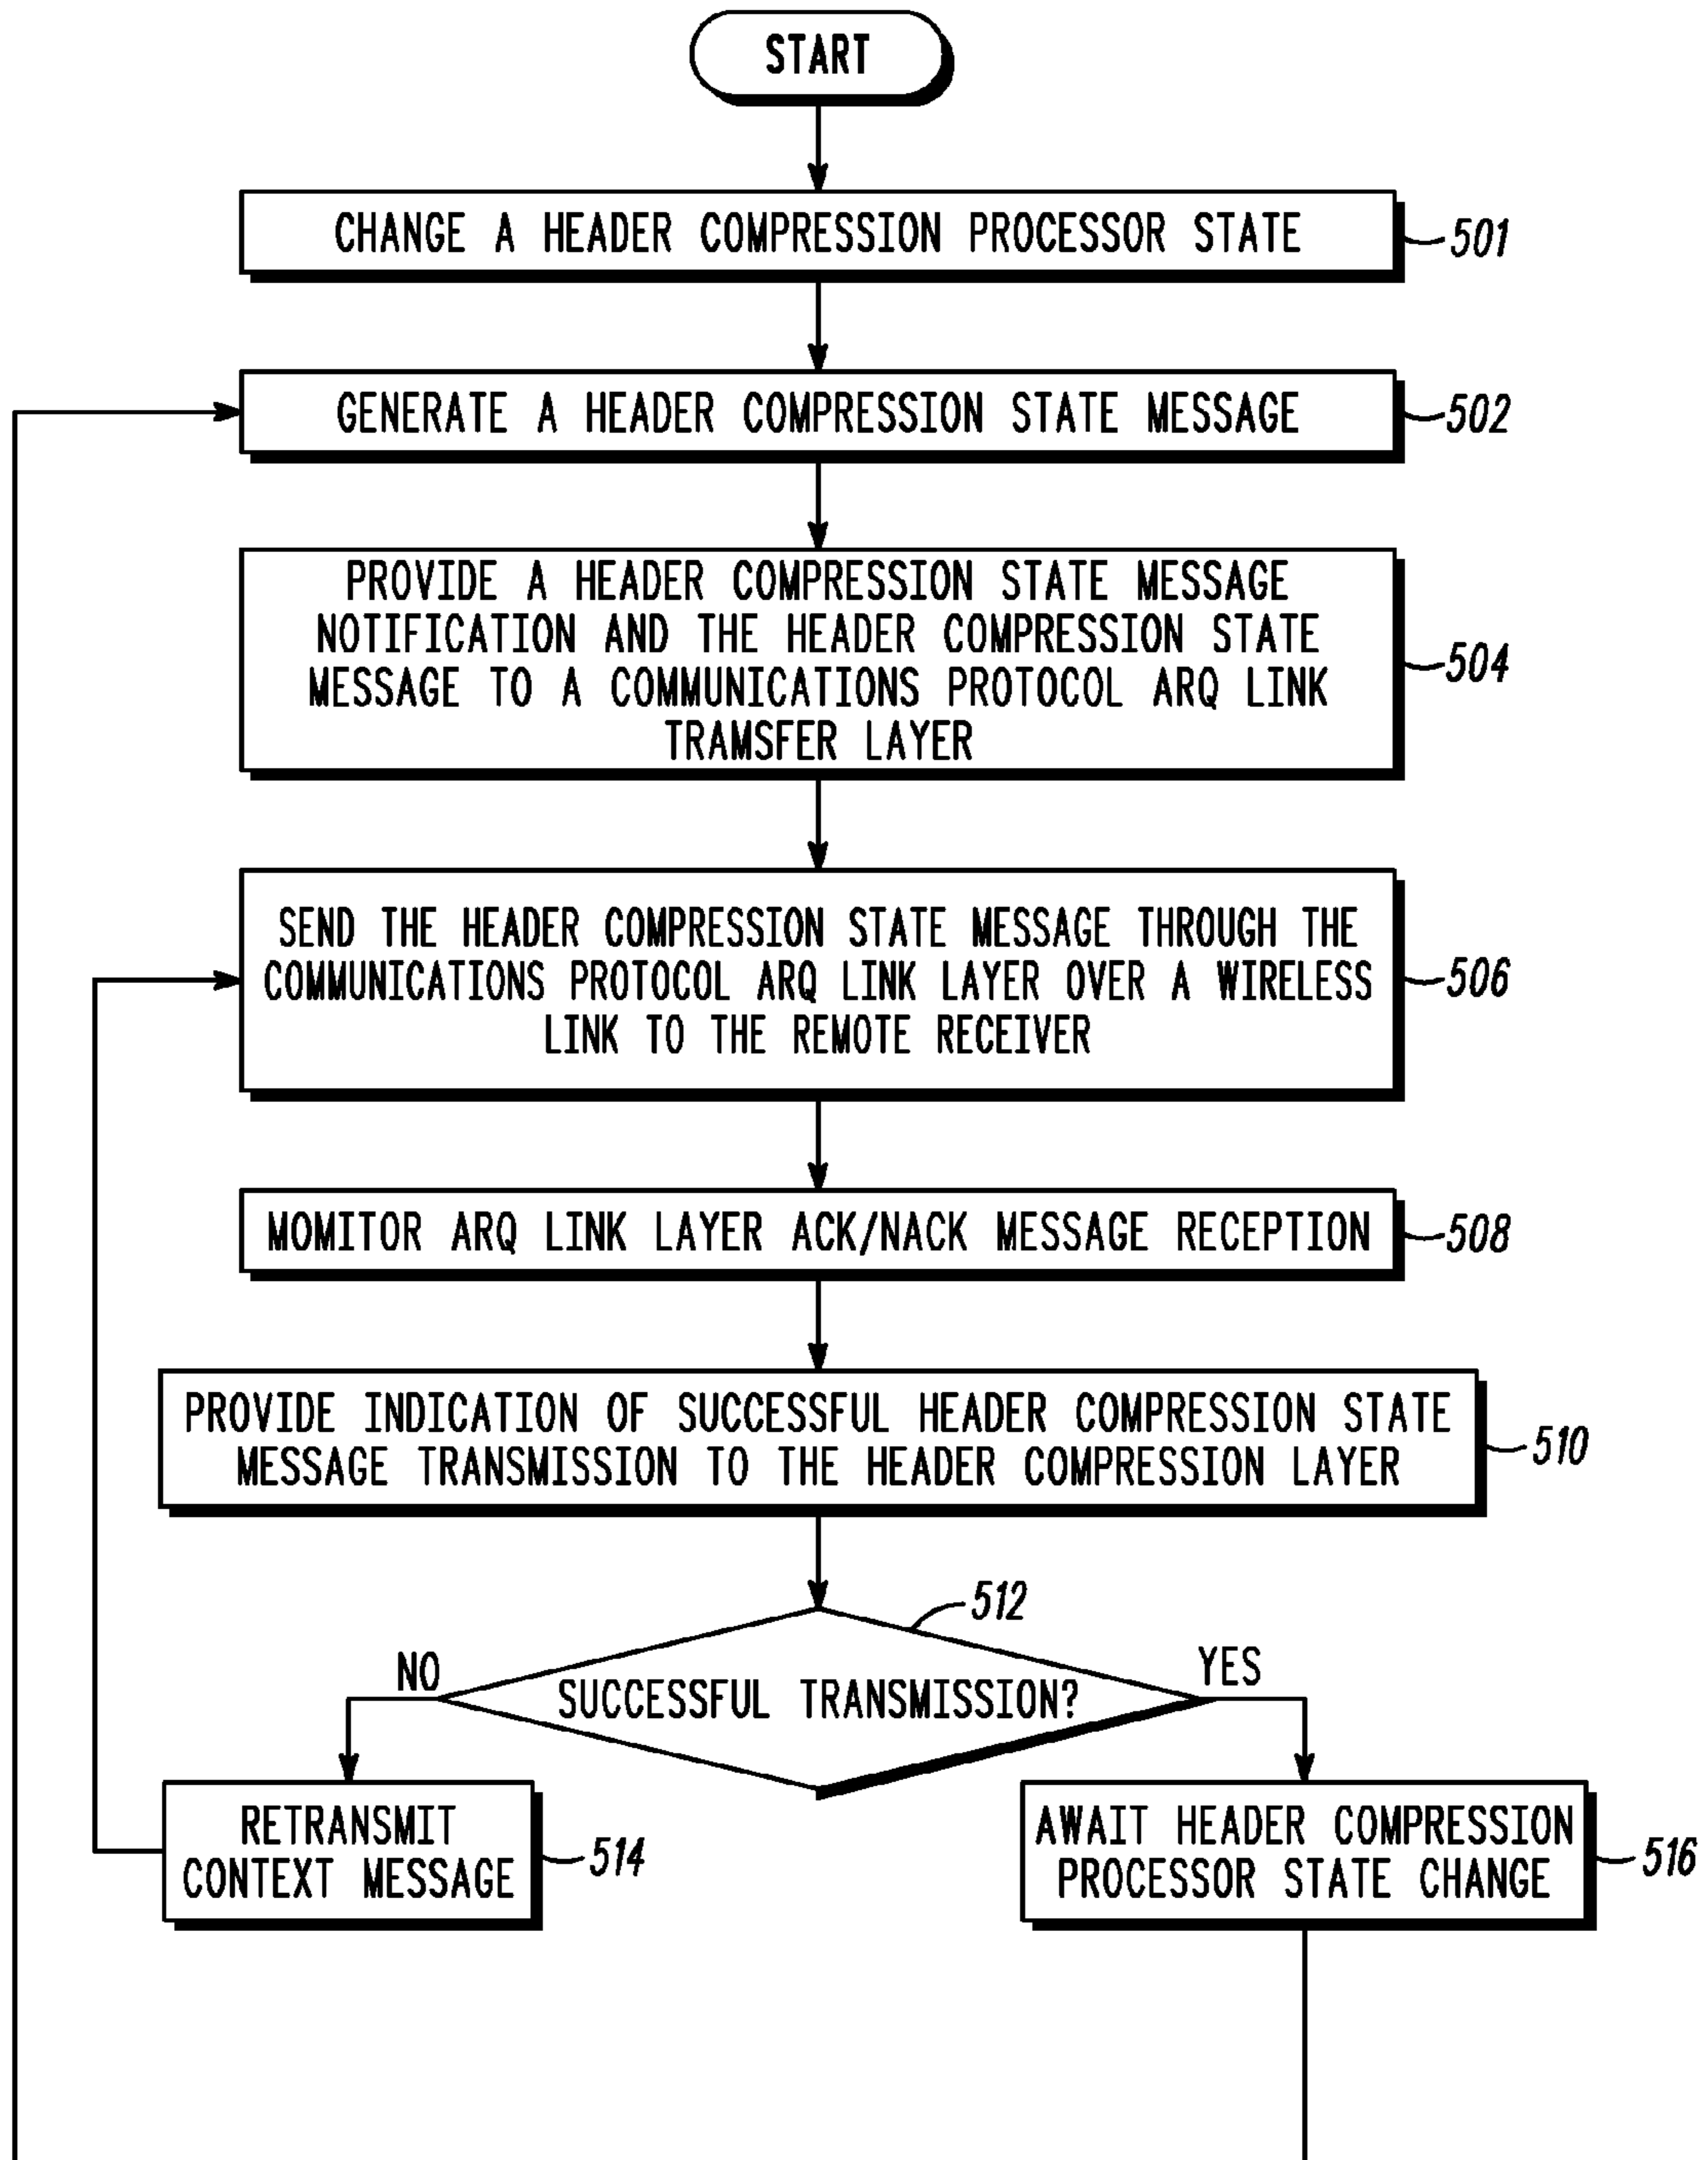 START
CHANGE A HEADER COMPRESSION PROCESSOR STATE
501
GENERATE A HEADER COMPRESSION STATE MESSAGE
502
PROVIDE A HEADER COMPRESSION STATE MESSAGE
NOTIFICATION AND THE HEADER COMPRESSION STATE
MESSAGE TO A COMMUNICATIONS PROTOCOL ARQ LINK
TRAMSFER LAYER
504
SEND THE HEADER COMPRESSION STATE MESSAGE THROUGH THE
COMMUNICATIONS PROTOCOL ARQ LINK LAYER OVER A WIRELESS
LINK TO THE REMOTE RECEIVER
506
MOMITOR ARQ LINK LAYER ACK/NACK MESSAGE RECEPTION
508
PROVIDE INDICATION OF SUCCESSFUL HEADER COMPRESSION STATE
MESSAGE TRANSMISSION TO THE HEADER COMPRESSION LAYER
510
512
NO
SUCCESSFUL TRANSMISSION?
YES
RETRANSMIT
CONTEXT MESSAGE
514
AWAIT HEADER COMPRESSION
PROCESSOR STATE CHANGE
516